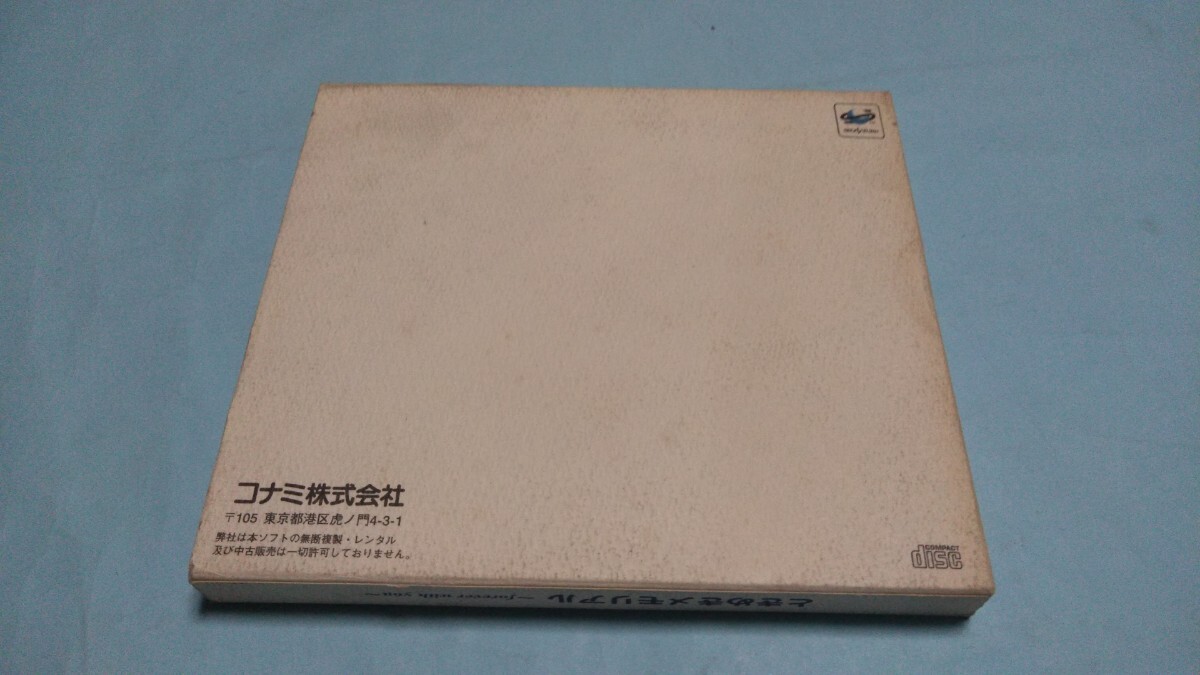 コナミ株式会社
〒105 東京都港区虎ノ門4-3-1
弊社は本ソフトの無断複製・レンタル
及び中古販売は一切許可しておりません。
COMPACT
disc
ときめきメモリアル 〜forever with you〜